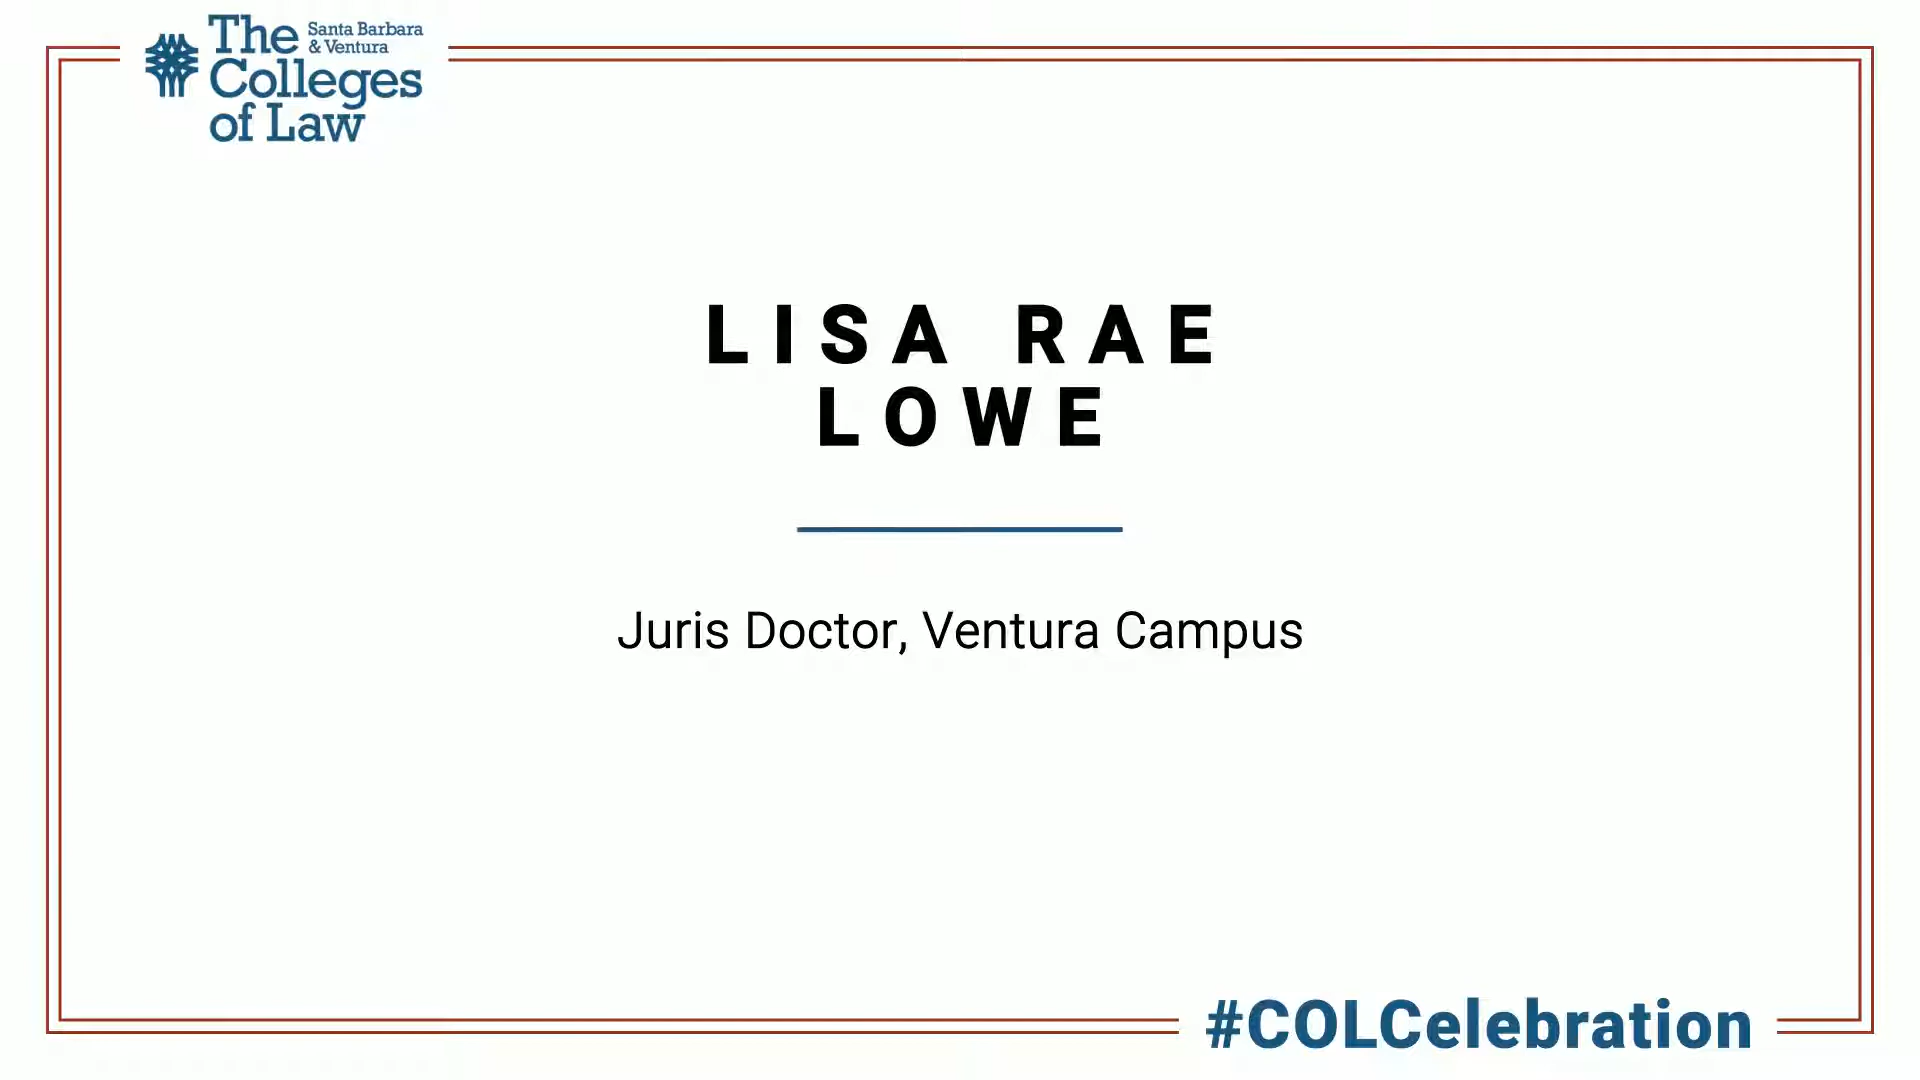 The
Santa Barbara
& Ventura
Colleges
of Law
LISA RAE
LOWE
Juris Doctor, Ventura Campus
#COLCelebration